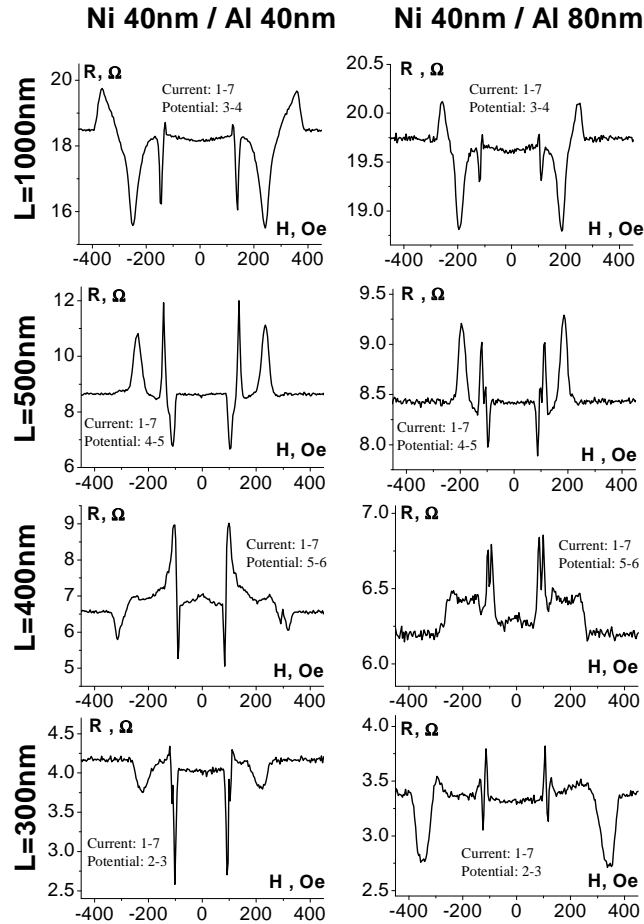 Ni 40nm / Al 40nm
Ni 40nm / Al 80nm
L=1000nm
R, Ω
Current: 1-7
Potential: 3-4
20
18
16
H, Oe
-400 -200 0 200 400
R , Ω
Current: 1-7
Potential: 3-4
20.5
20.0
19.5
19.0
H , Oe
-400 -200 0 200 400
L=500nm
R, Ω
12
10
8
6
Current: 1-7
Potential: 4-5
H, Oe
-400 -200 0 200 400
R , Ω
9.5
9.0
8.5
8.0
Current: 1-7
Potential: 4-5
H , Oe
-400 -200 0 200 400
L=400nm
R, Ω
Current: 1-7
Potential: 5-6
9
8
7
6
5
H, Oe
-400 -200 0 200 400
R, Ω
Current: 1-7
Potential: 5-6
7.0
6.5
6.0
H, Oe
-400 -200 0 200 400
L=300nm
R , Ω
4.5
4.0
3.5
3.0
2.5
Current: 1-7
Potential: 2-3
H , Oe
-400 -200 0 200 400
R, Ω
4.0
3.5
3.0
2.5
Current: 1-7
Potential: 2-3
H, Oe
-400 -200 0 200 400